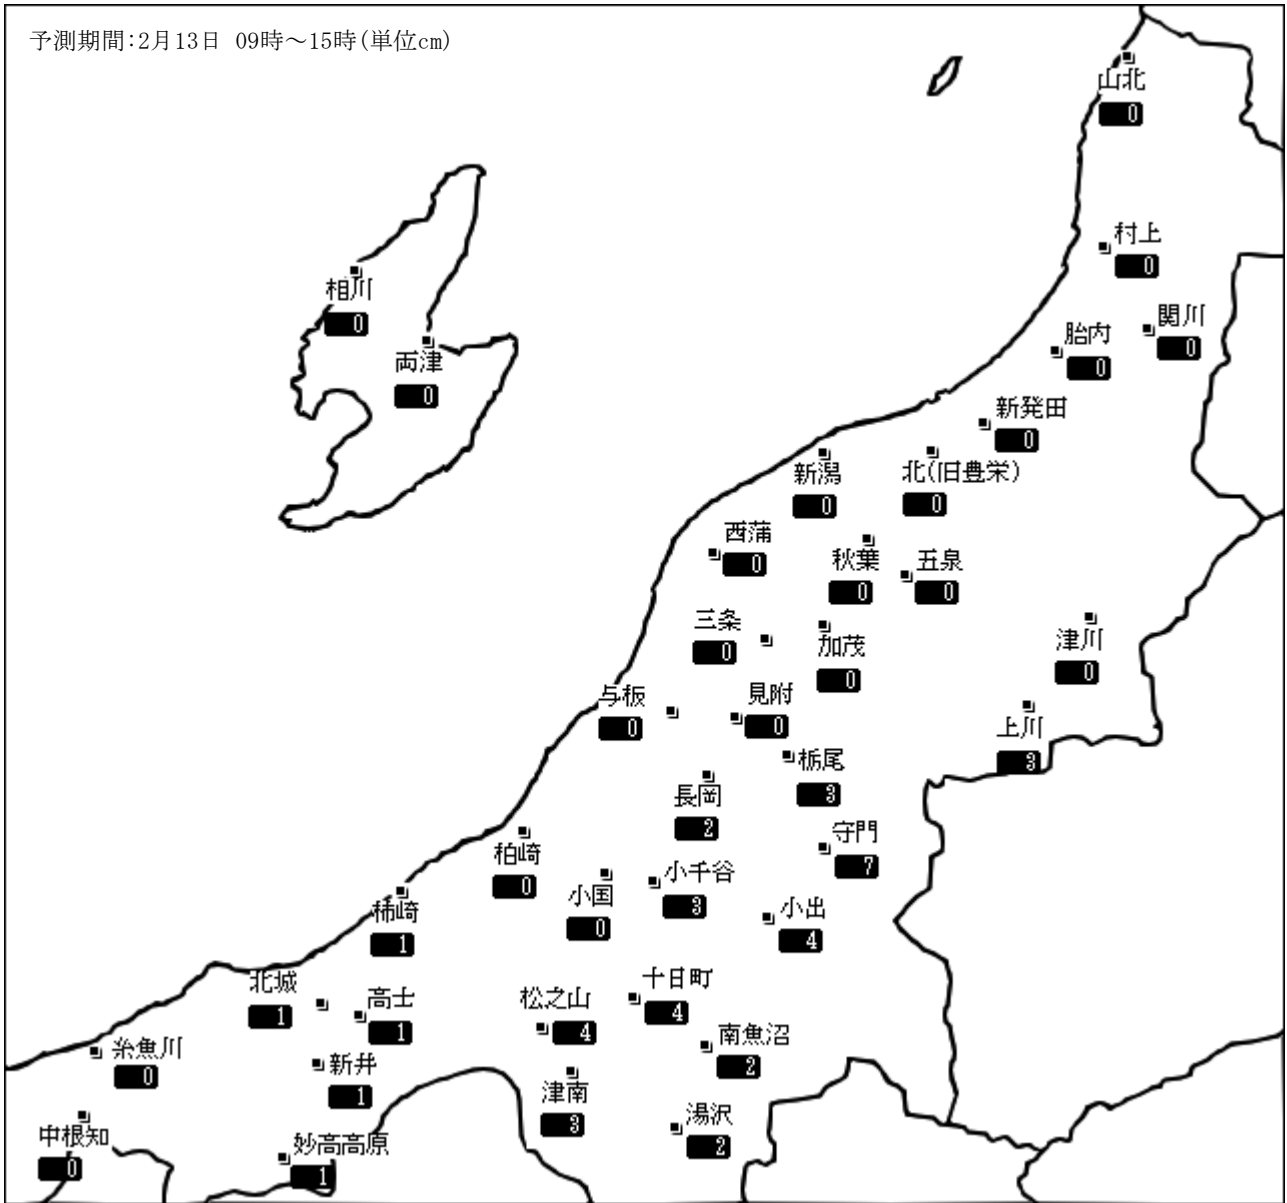 予測期間:2月13日 09時～15時(単位cm)
山北
0
村上
0
相川
0
関川
0
胎内
0
両津
0
新発田
0
新潟
0
北(旧豊栄)
0
西蒲
0
秋葉
0
五泉
0
三条
0
加茂
0
津川
0
与板
0
見附
0
上川
3
栃尾
3
長岡
2
守門
7
柏崎
0
小千谷
3
小国
0
小出
4
柿崎
1
北城
1
高士
1
松之山
4
十日町
4
南魚沼
2
糸魚川
0
新井
1
津南
3
湯沢
2
中根知
0
妙高高原
1